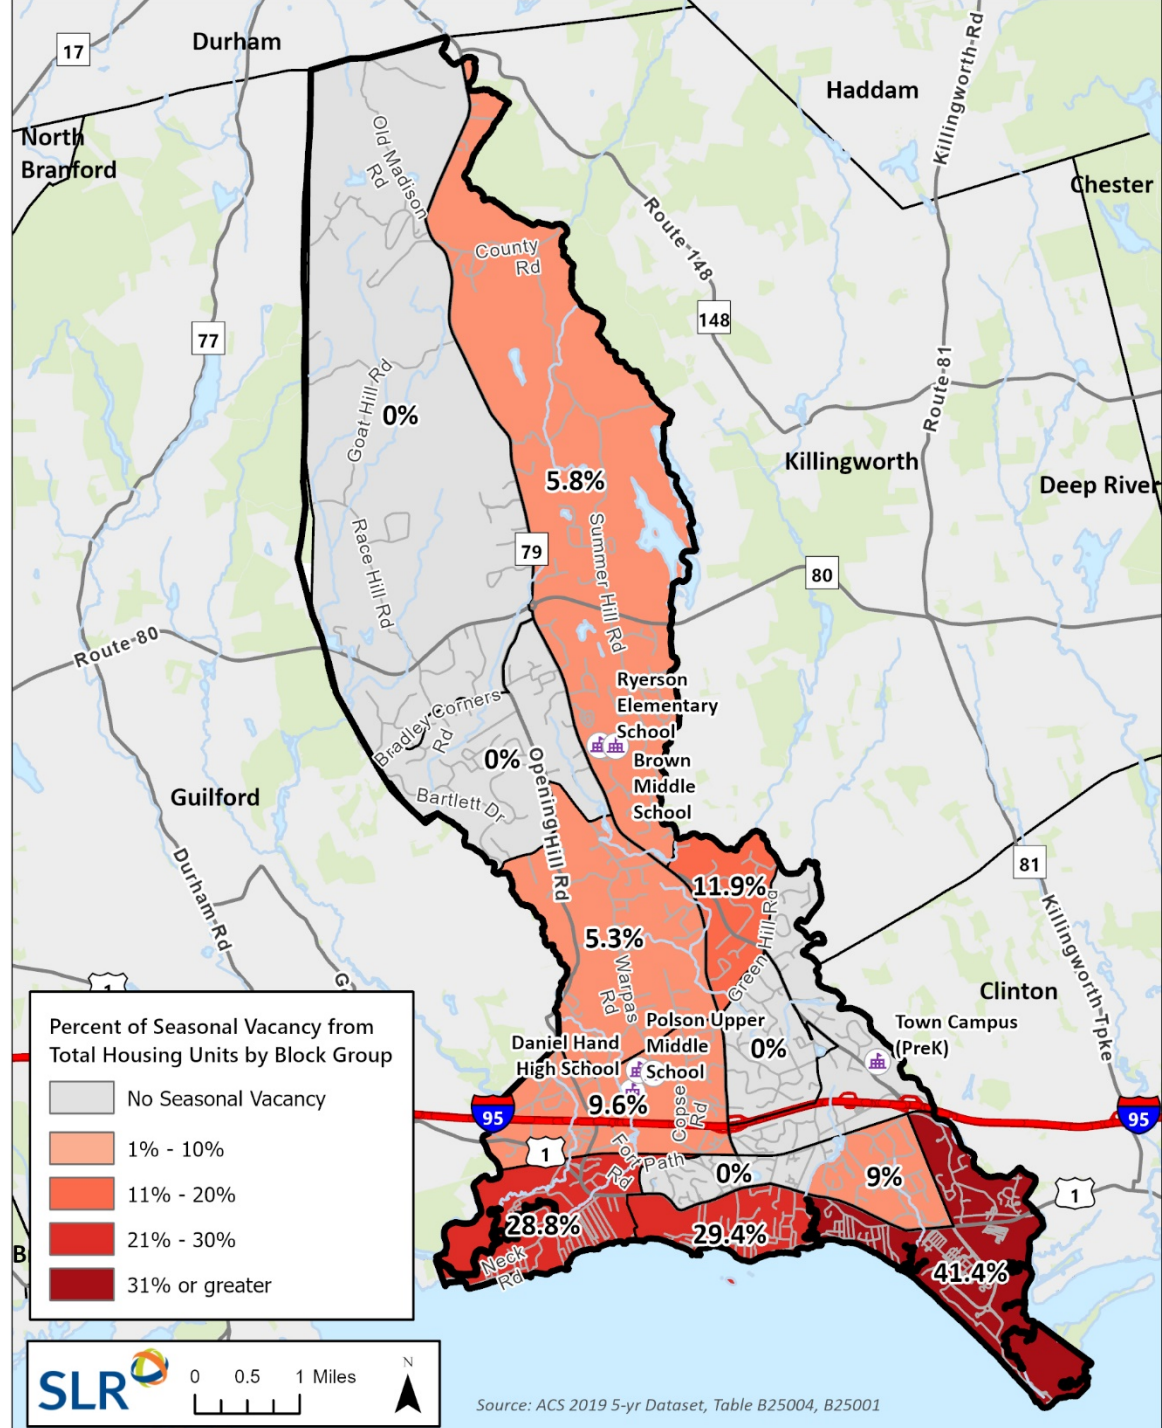 Durham
17
Haddam
Killingworth-Rd
North
Branford
Old Madison
Rd
Chester
County
Rd
Route-148
148
77
Route-81
Goat Hill Rd
0%
Killingworth
5.8%
Deep River
Summer Hill Rd
Race Hill Rd
79
80
Route-80
Ryerson
Elementary
School
Bradley Corners
Rd
0%
Opening Hill Rd
Brown
Middle
School
Guilford
Bartlett Dr
Durham Rd
81
11.9%
Green Hill Rd
Killingworth-Tpke
5.3%
Warpas
Rd
1
Clinton
Polson Upper
Middle
School
Town Campus
(PreK)
Daniel Hand
High School
0%
9.6%
Copse
Rd
95
95
1
Fort Path
Rd
0%
9%
1
28.8%
29.4%
Neck
Rd
41.4%
Percent of Seasonal Vacancy from
Total Housing Units by Block Group
No Seasonal Vacancy
1% - 10%
11% - 20%
21% - 30%
31% or greater
SLR
0 0.5 1 Miles
N
Source: ACS 2019 5-yr Dataset, Table B25004, B25001